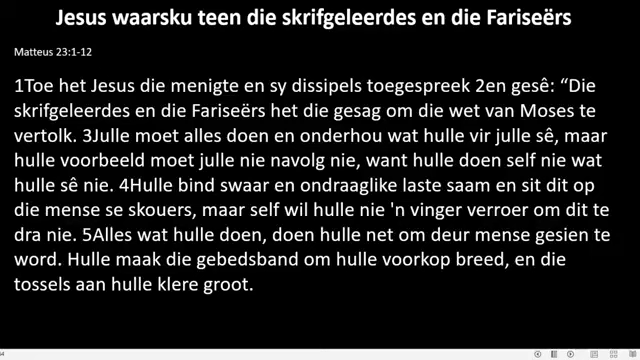 Jesus waarsku teen die skrifgeleerdes en die Fariseërs
Matteus 23:1-12
1Toe het Jesus die menigte en sy dissipels toegespreek 2en gesê: “Die
skrifgeleerdes en die Fariseërs het die gesag om die wet van Moses te
vertolk. 3Julle moet alles doen en onderhou wat hulle vir julle sê, maar
hulle voorbeeld moet julle nie navolg nie, want hulle doen self nie wat
hulle sê nie. 4Hulle bind swaar en ondraaglike laste saam en sit dit op
die mense se skouers, maar self wil hulle nie 'n vinger verroer om dit te
dra nie. 5Alles wat hulle doen, doen hulle net om deur mense gesien te
word. Hulle maak die gebedsband om hulle voorkop breed, en die
tossels aan hulle klere groot.